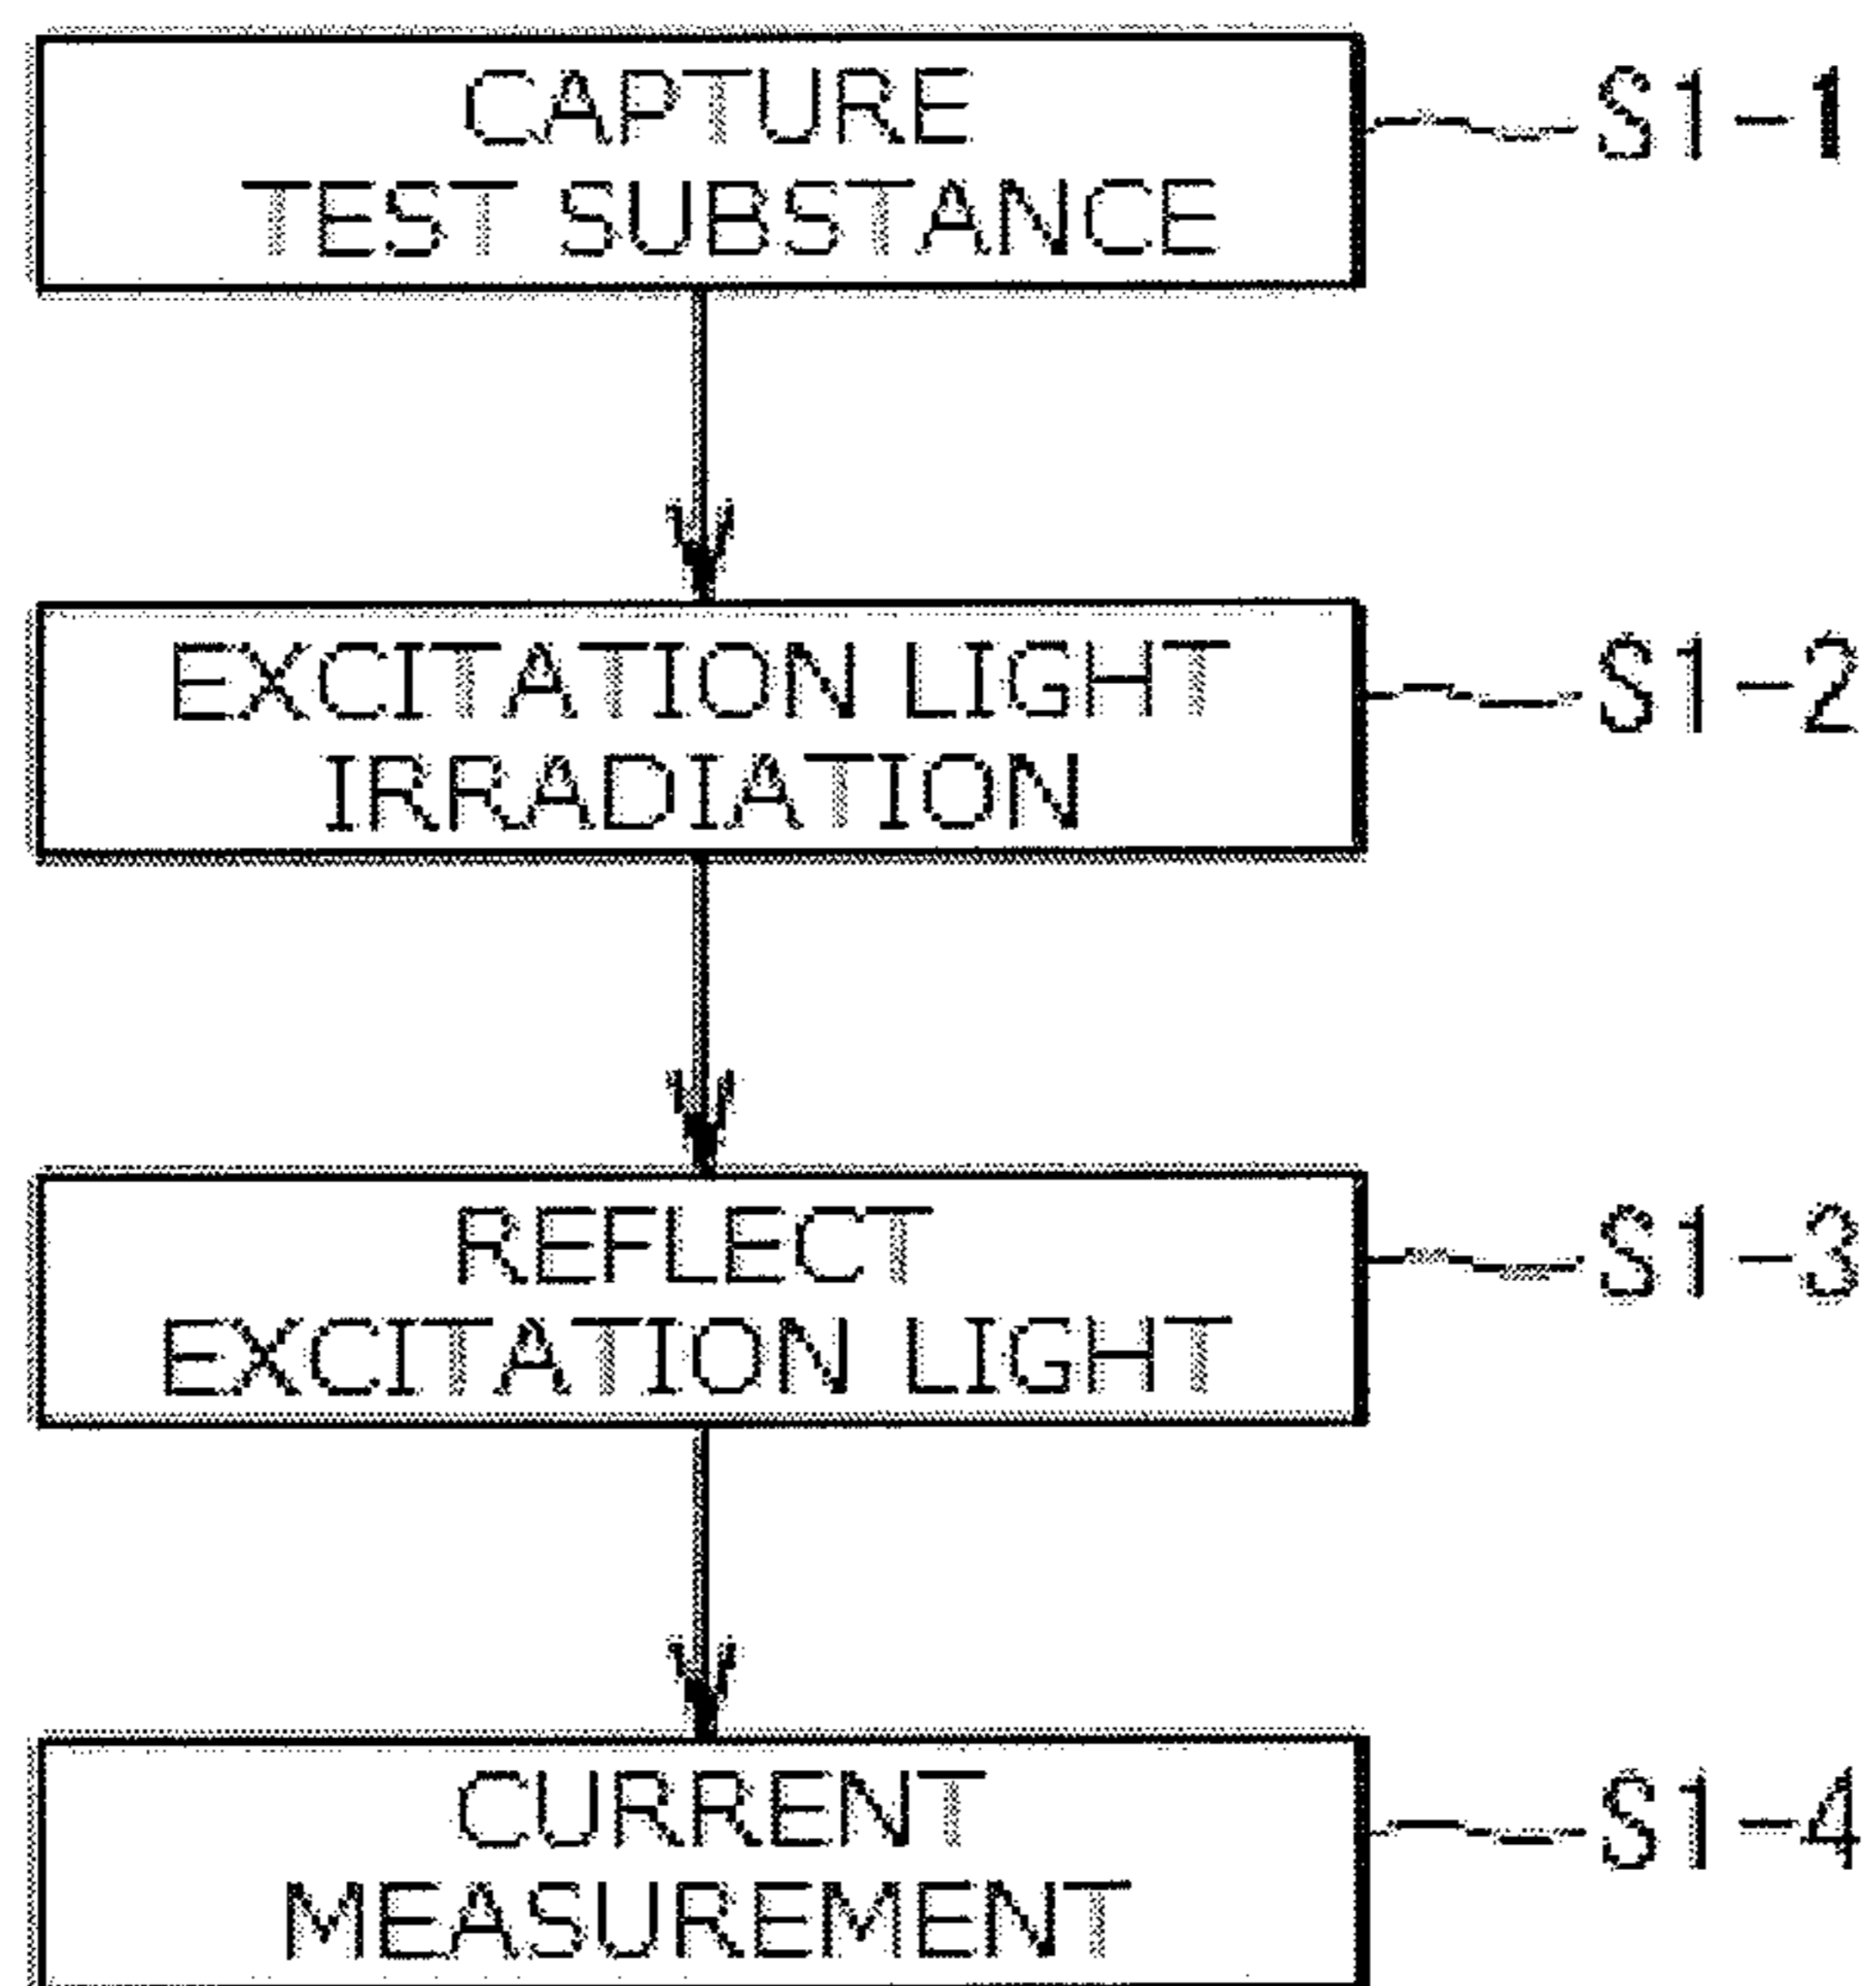 CAPTURE
TEST SUBSTANCE
S1-1
EXCITATION LIGHT
IRRADIATION
S1-2
REFLECT
EXCITATION LIGHT
S1-3
CURRENT
MEASUREMENT
S1-4